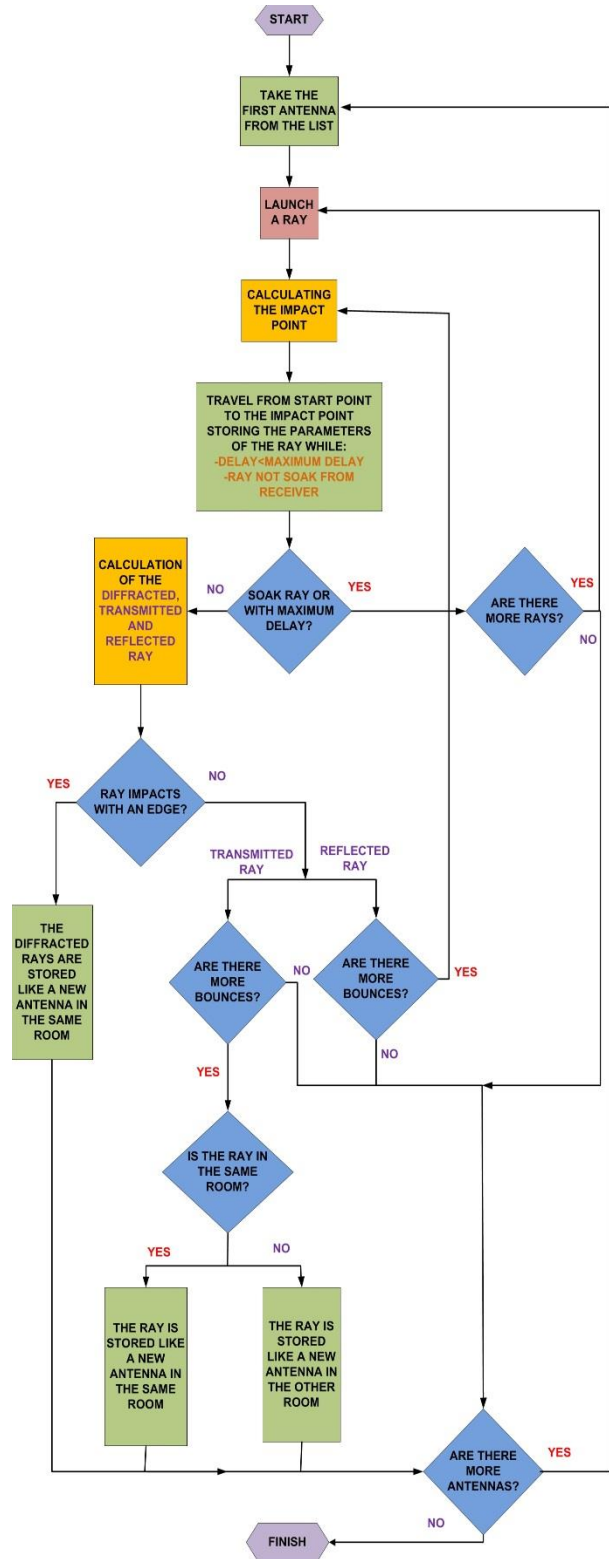 START
TAKE THE
FIRST ANTENNA
FROM THE LIST
LAUNCH
A RAY
CALCULATING
THE IMPACT
POINT
TRAVEL FROM START POINT
TO THE IMPACT POINT
STORING THE PARAMETERS
OF THE RAY WHILE:
-DELAY<MAXIMUM DELAY
-RAY NOT SOAK FROM
RECEIVER
CALCULATION
OF THE
DIFFRACTED,
TRANSMITTED
AND
REFLECTED
RAY
NO
SOAK RAY OR
WITH MAXIMUM
DELAY?
YES
ARE THERE
MORE RAYS?
YES
NO
YES
RAY IMPACTS
WITH AN EDGE?
NO
TRANSMITTED
RAY
REFLECTED
RAY
THE
DIFFRACTED
RAYS ARE
STORED
LIKE A NEW
ANTENNA IN
THE SAME
ROOM
ARE THERE
MORE
BOUNCES?
NO
ARE THERE
MORE
BOUNCES?
YES
NO
YES
IS THE RAY IN
THE SAME
ROOM?
YES
NO
THE RAY IS
STORED LIKE
A NEW
ANTENNA IN
THE SAME
ROOM
THE RAY IS
STORED
LIKE A NEW
ANTENNA IN
THE OTHER
ROOM
ARE THERE
MORE
ANTENNAS?
YES
NO
FINISH